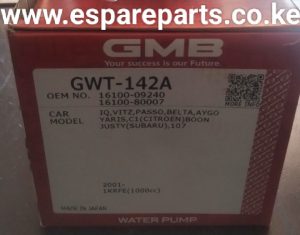 www.espareparts.co.ke
GMB
Your success is our Future.
GWT-142A
OEM NO. 16100-09240
16100-80007
CAR MODEL IQ,VITZ,PASSO,BELTA,AYGO
YARIS,C1(CITROEN)BOON
JUSTY(SUBARU),107
2001-
1KRFE(1000cc)
MADE IN JAPAN
WATER PUMP